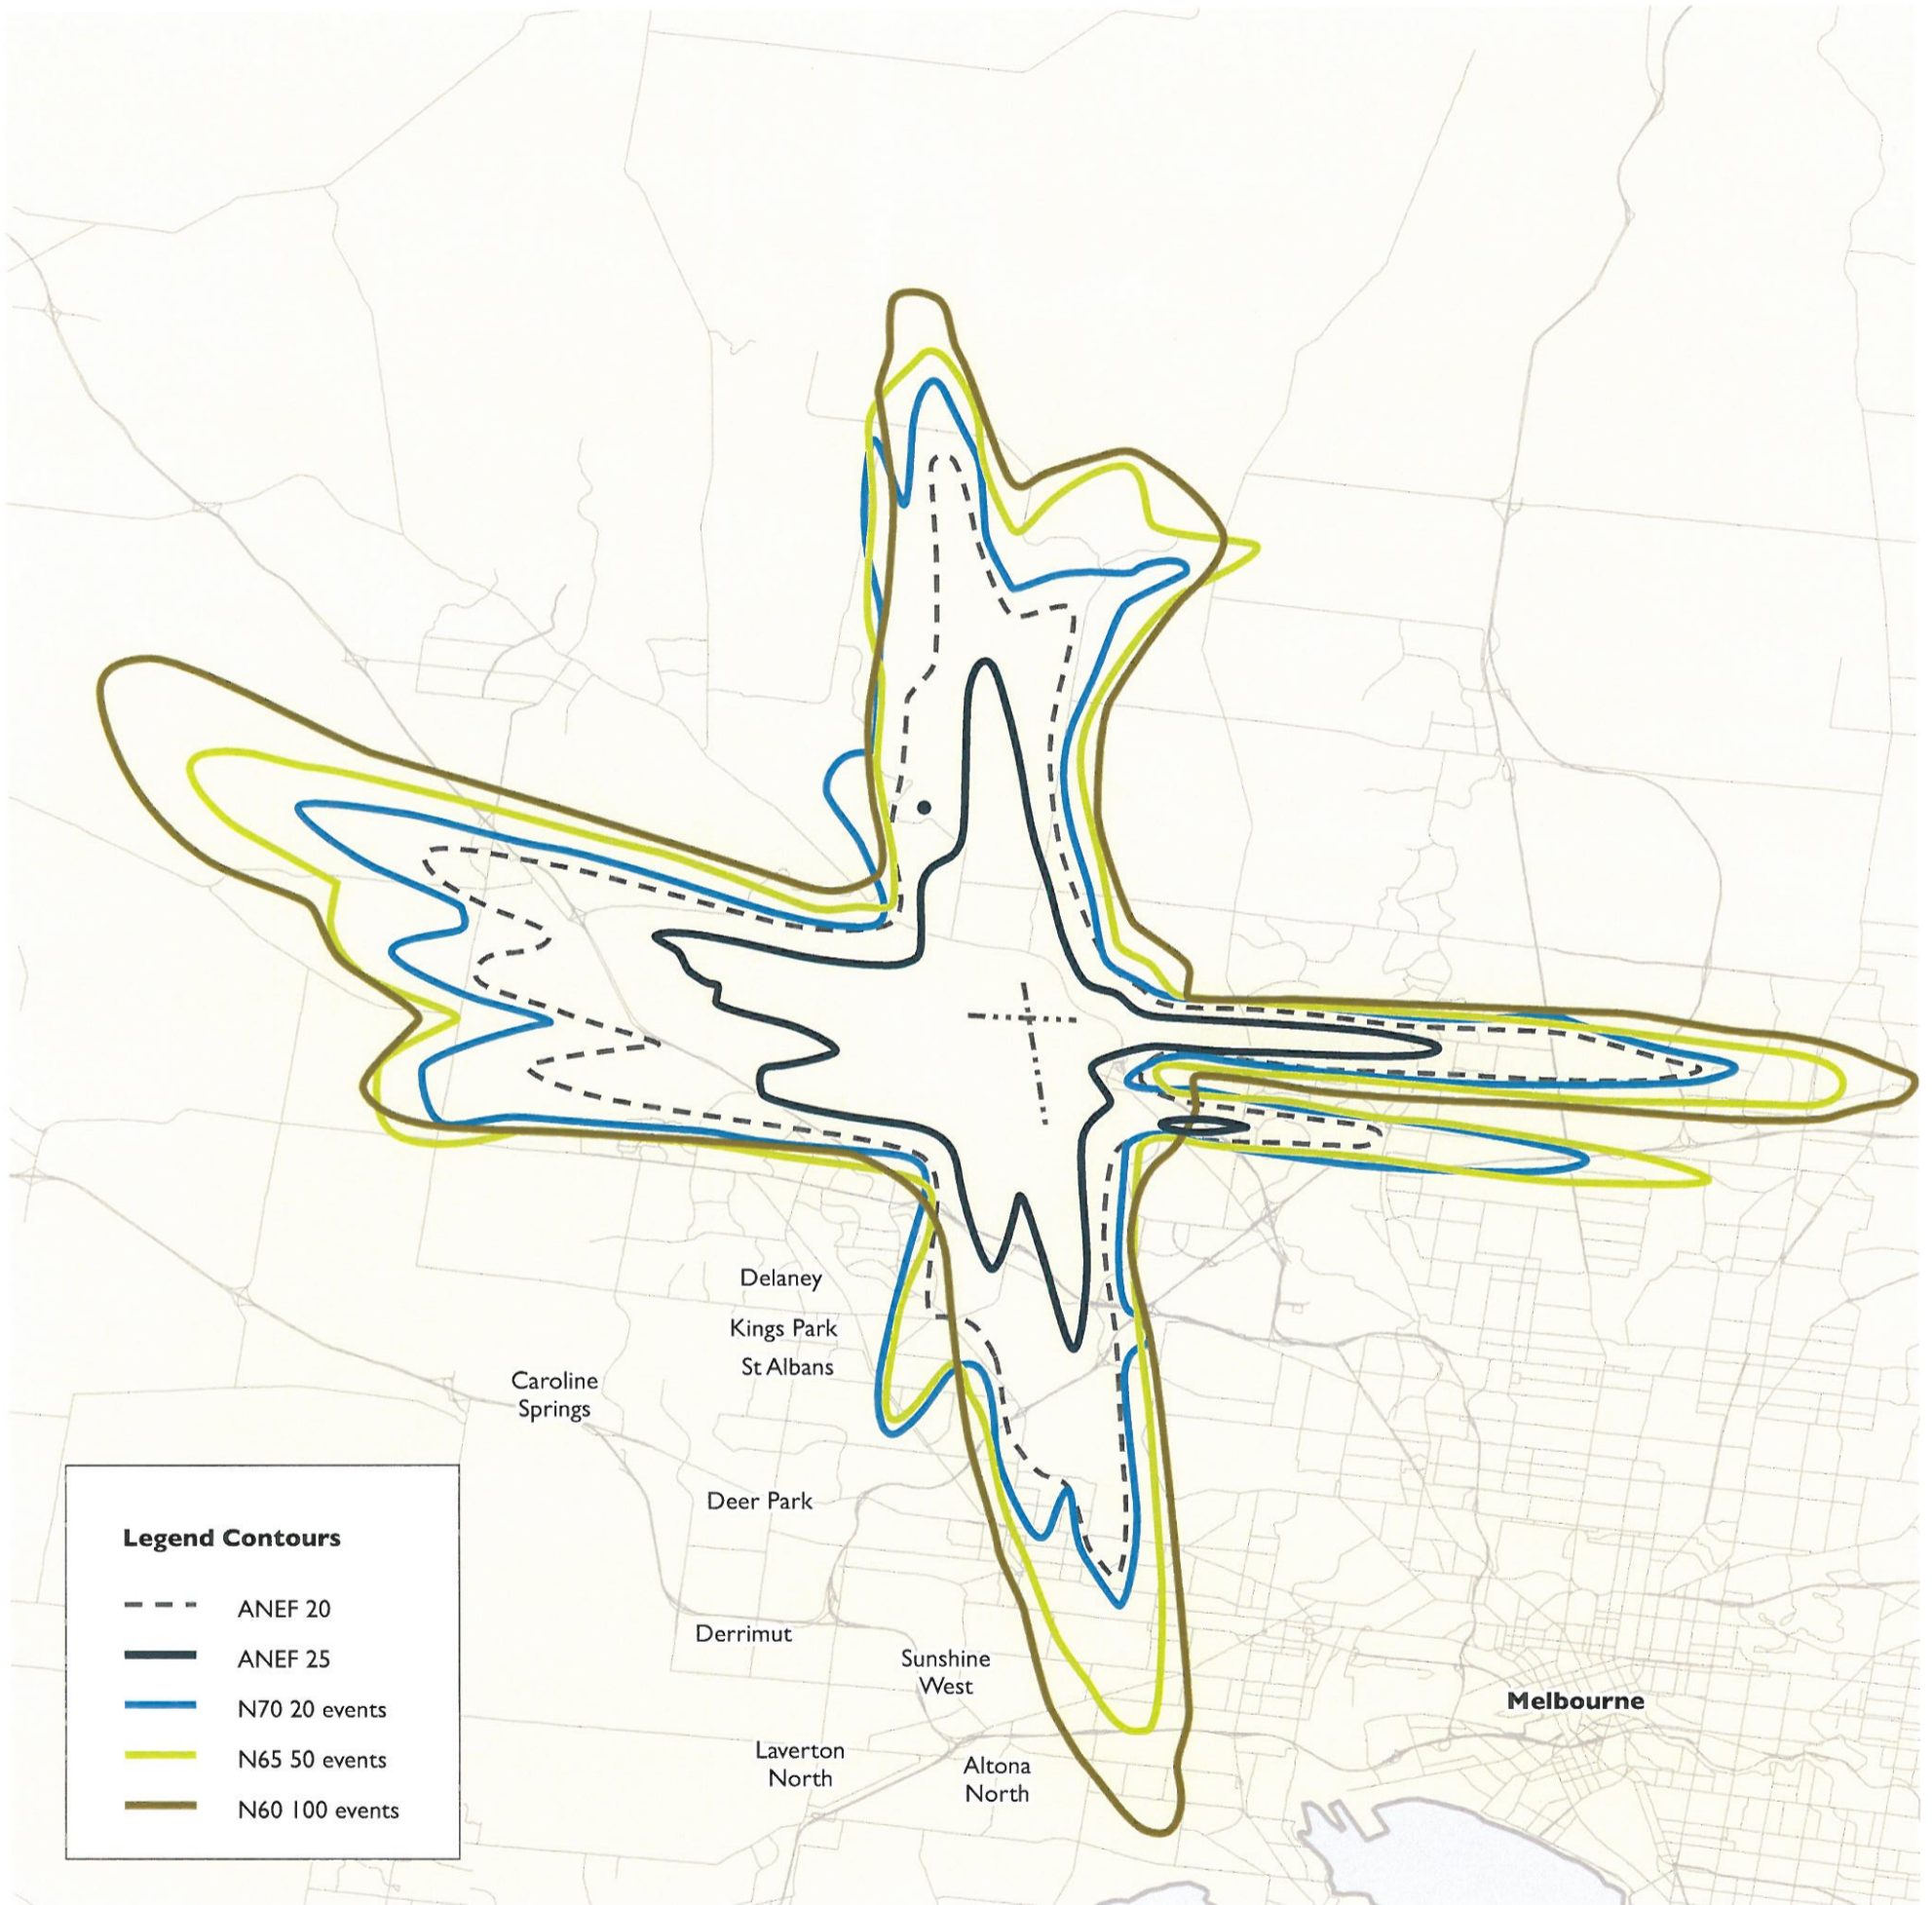 Delaney
Kings Park
St Albans
Caroline
Springs
Deer Park
Derrimut
Sunshine
West
Melbourne
Laverton
North
Altona
North
Legend Contours
ANEF 20
ANEF 25
N70 20 events
N65 50 events
N60 100 events